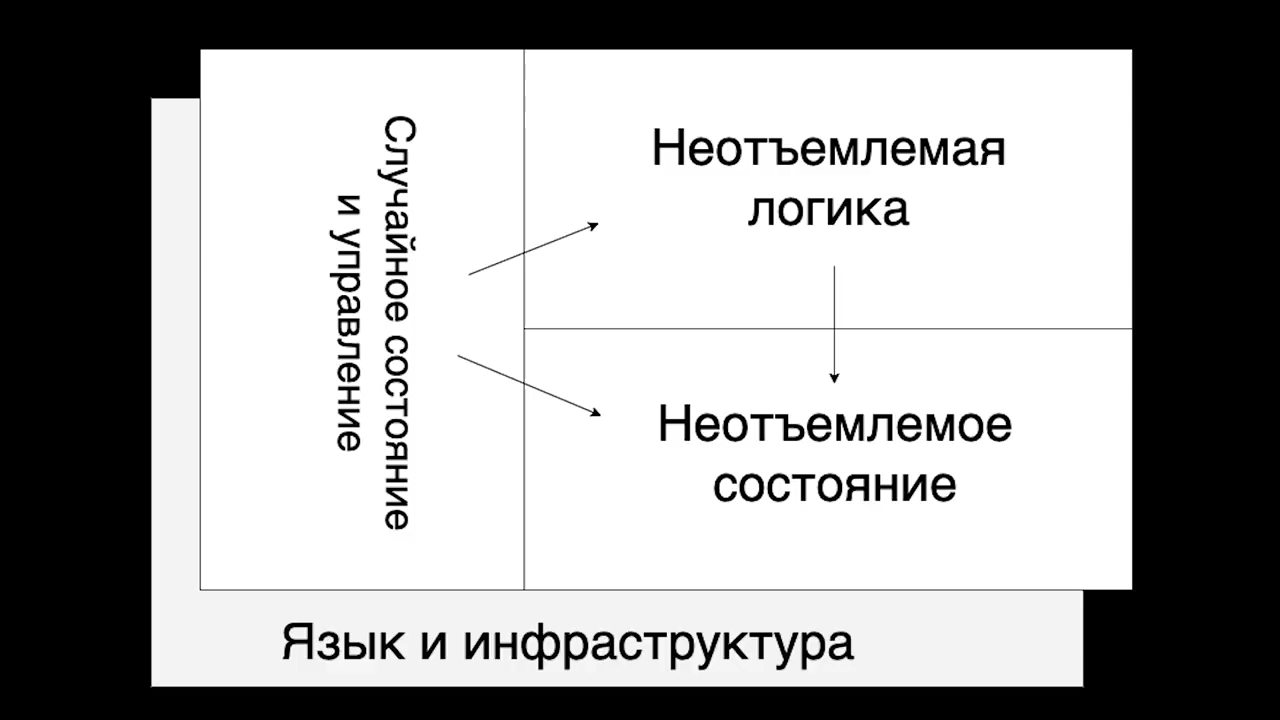 Случайное состояние
и управление
Неотъемлемая
логика
Неотъемлемое
состояние
Язык и инфраструктура